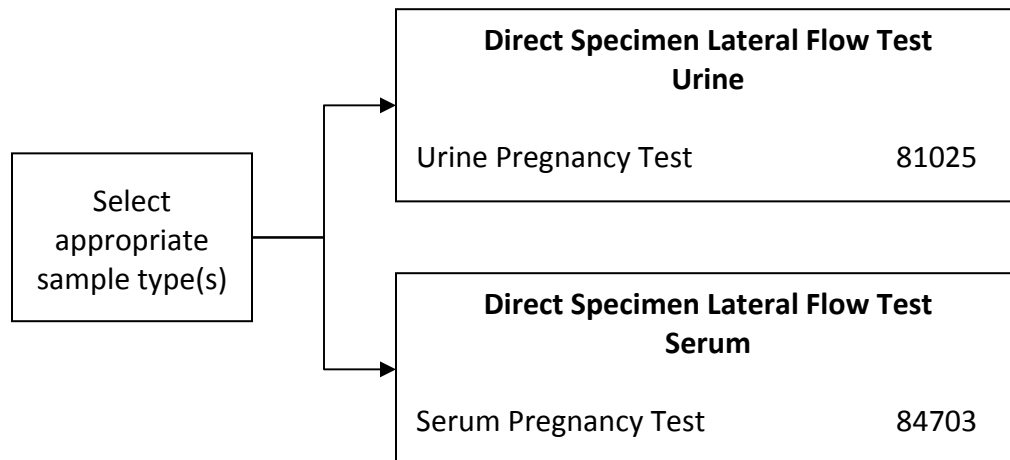 Select
appropriate
sample type(s)
Direct Specimen Lateral Flow Test
Urine
Urine Pregnancy Test 81025
Direct Specimen Lateral Flow Test
Serum
Serum Pregnancy Test 84703